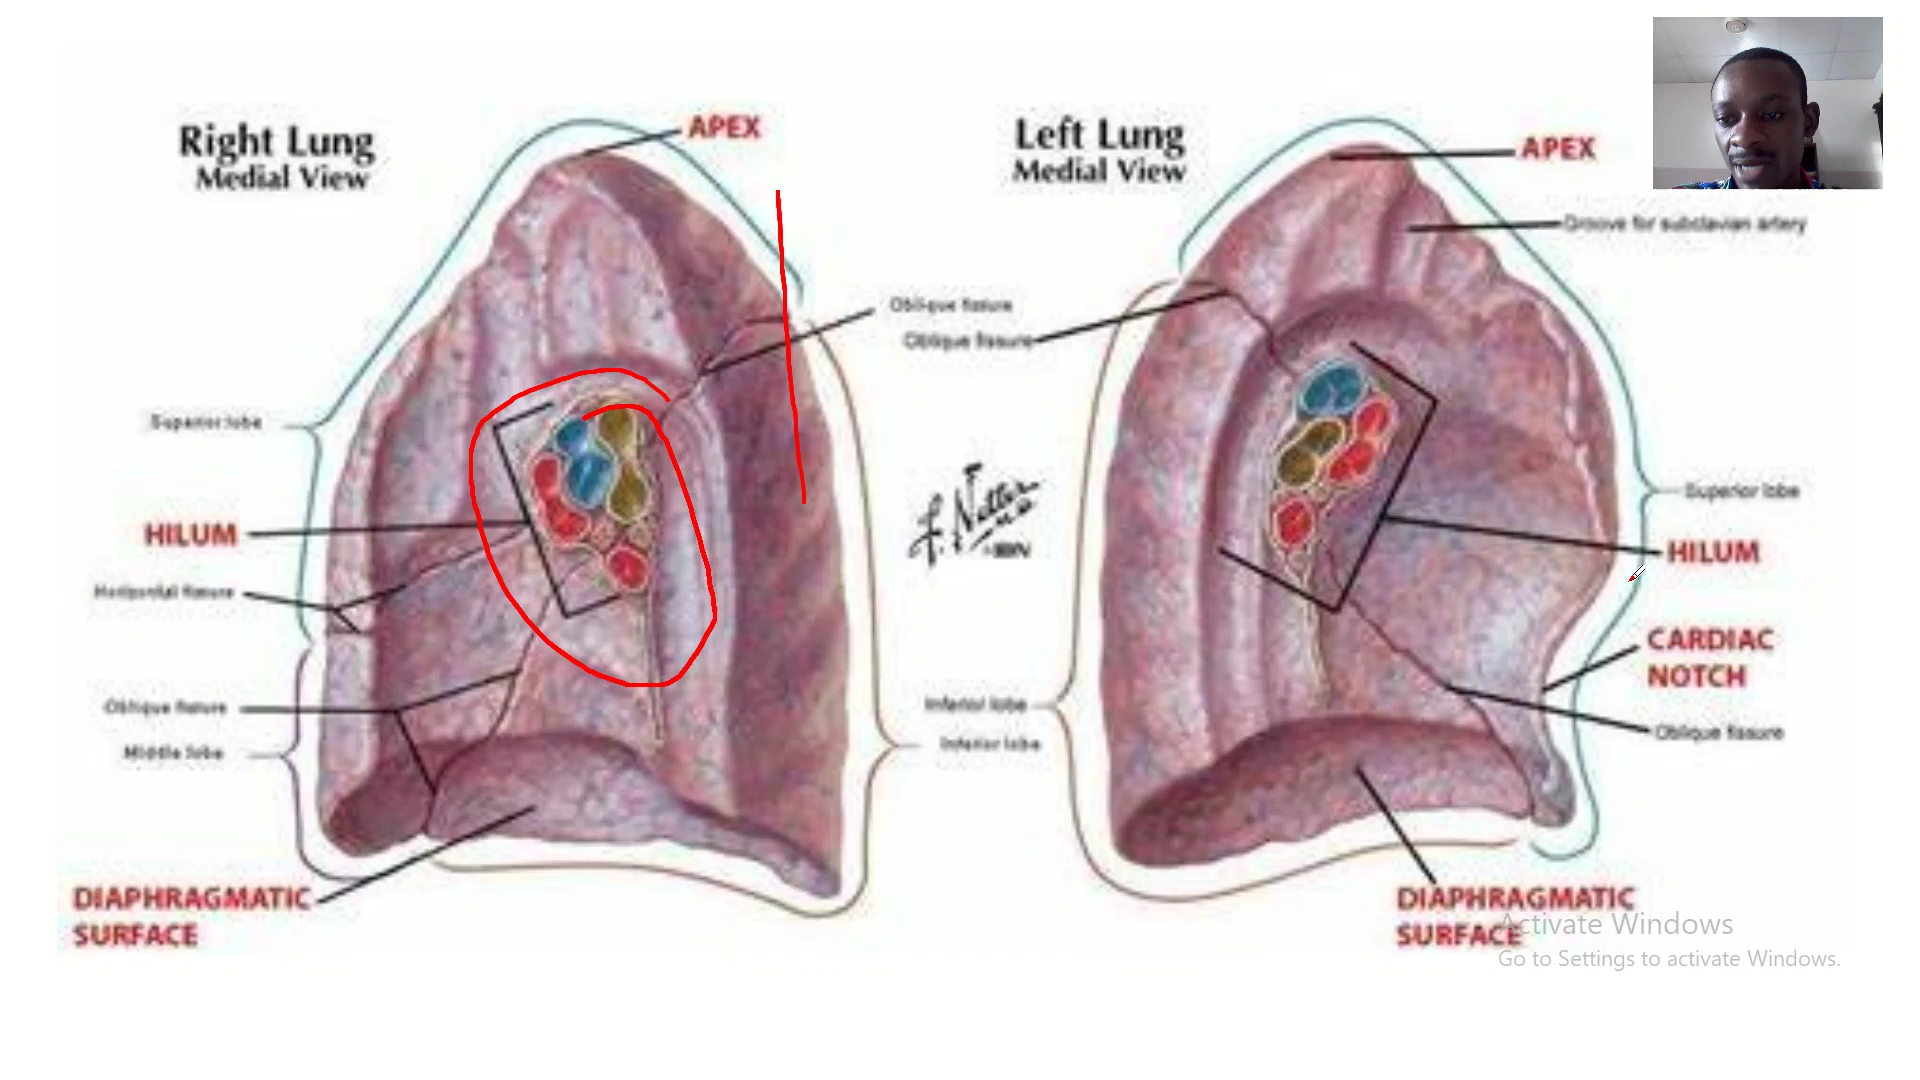 Right Lung
Medial View
APEX
Left Lung
Medial View
APEX
Groove for subclavian artery
Oblique fissure
Oblique fissure
Superior lobe
Superior lobe
HILUM
HILUM
Horizontal fissure
CARDIAC
NOTCH
Oblique fissure
Middle lobe
Inferior lobe
Inferior lobe
Oblique fissure
DIAPHRAGMATIC
SURFACE
DIAPHRAGMATIC
SURFACE
F. Netter
Activate Windows
Go to Settings to activate Windows.